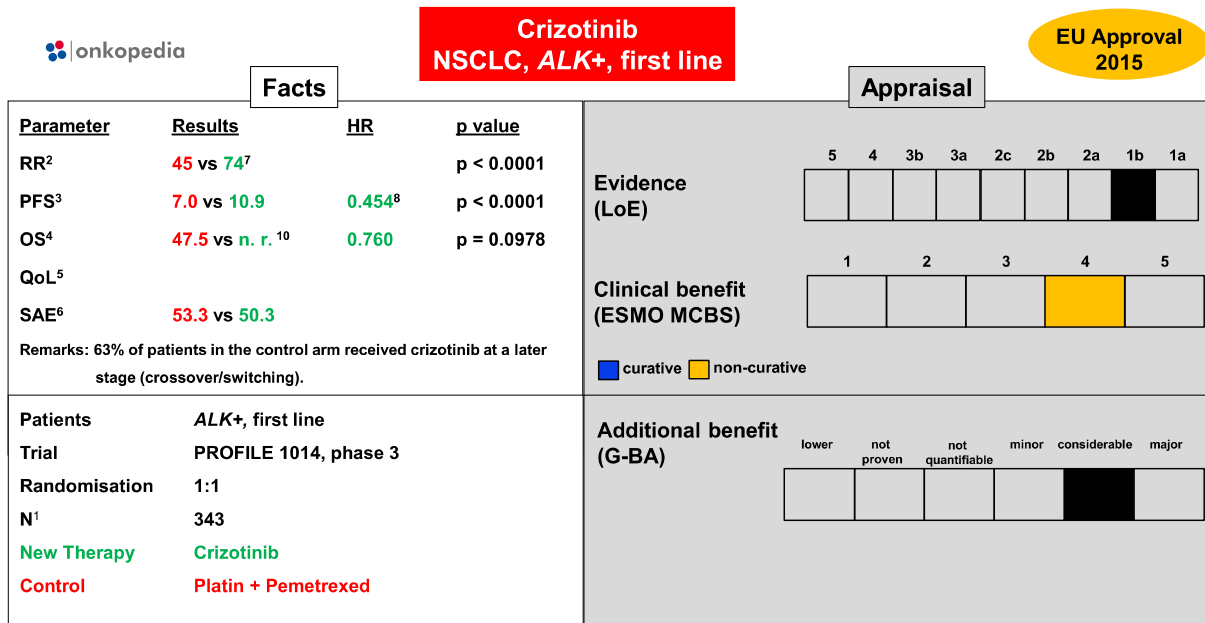 onkopedia
Crizotinib
NSCLC, ALK+, first line
EU Approval
2015
Facts
Parameter Results HR p value
RR² 45 vs 74⁷ p < 0.0001
PFS³ 7.0 vs 10.9 0.454⁸ p < 0.0001
OS⁴ 47.5 vs n. r. ¹⁰ 0.760 p = 0.0978
QoL⁵
SAE⁶ 53.3 vs 50.3
Remarks: 63% of patients in the control arm received crizotinib at a later
stage (crossover/switching).
Patients ALK+, first line
Trial PROFILE 1014, phase 3
Randomisation 1:1
N¹ 343
New Therapy Crizotinib
Control Platin + Pemetrexed
Appraisal
5 4 3b 3a 2c 2b 2a 1b 1a
Evidence
(LoE)
1 2 3 4 5
Clinical benefit
(ESMO MCBS)
curative non-curative
Additional benefit
(G-BA)
lower not proven not quantifiable minor considerable major